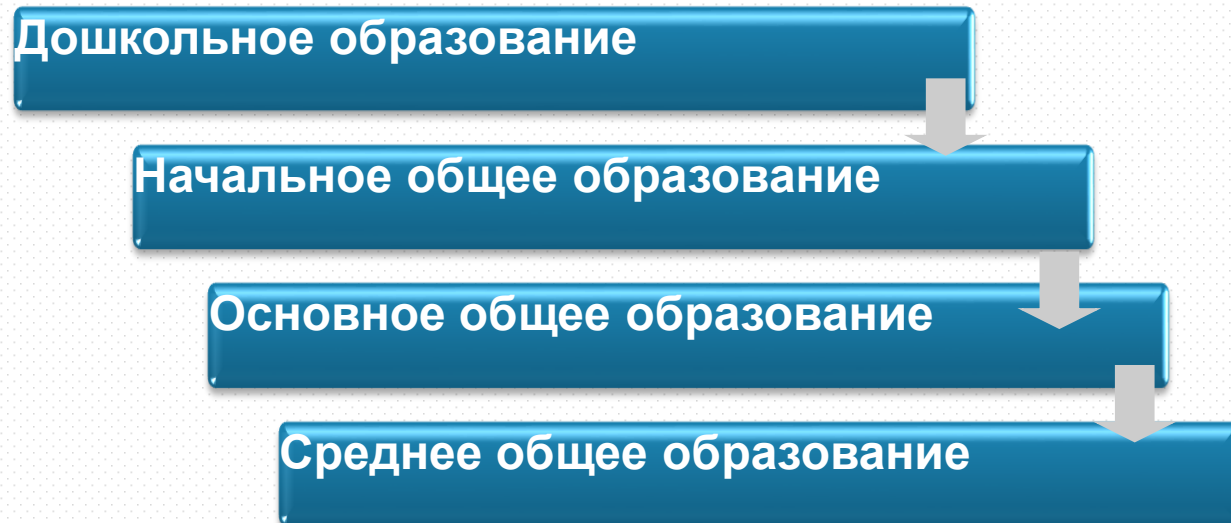 Дошкольное образование
Начальное общее образование
Основное общее образование
Среднее общее образование